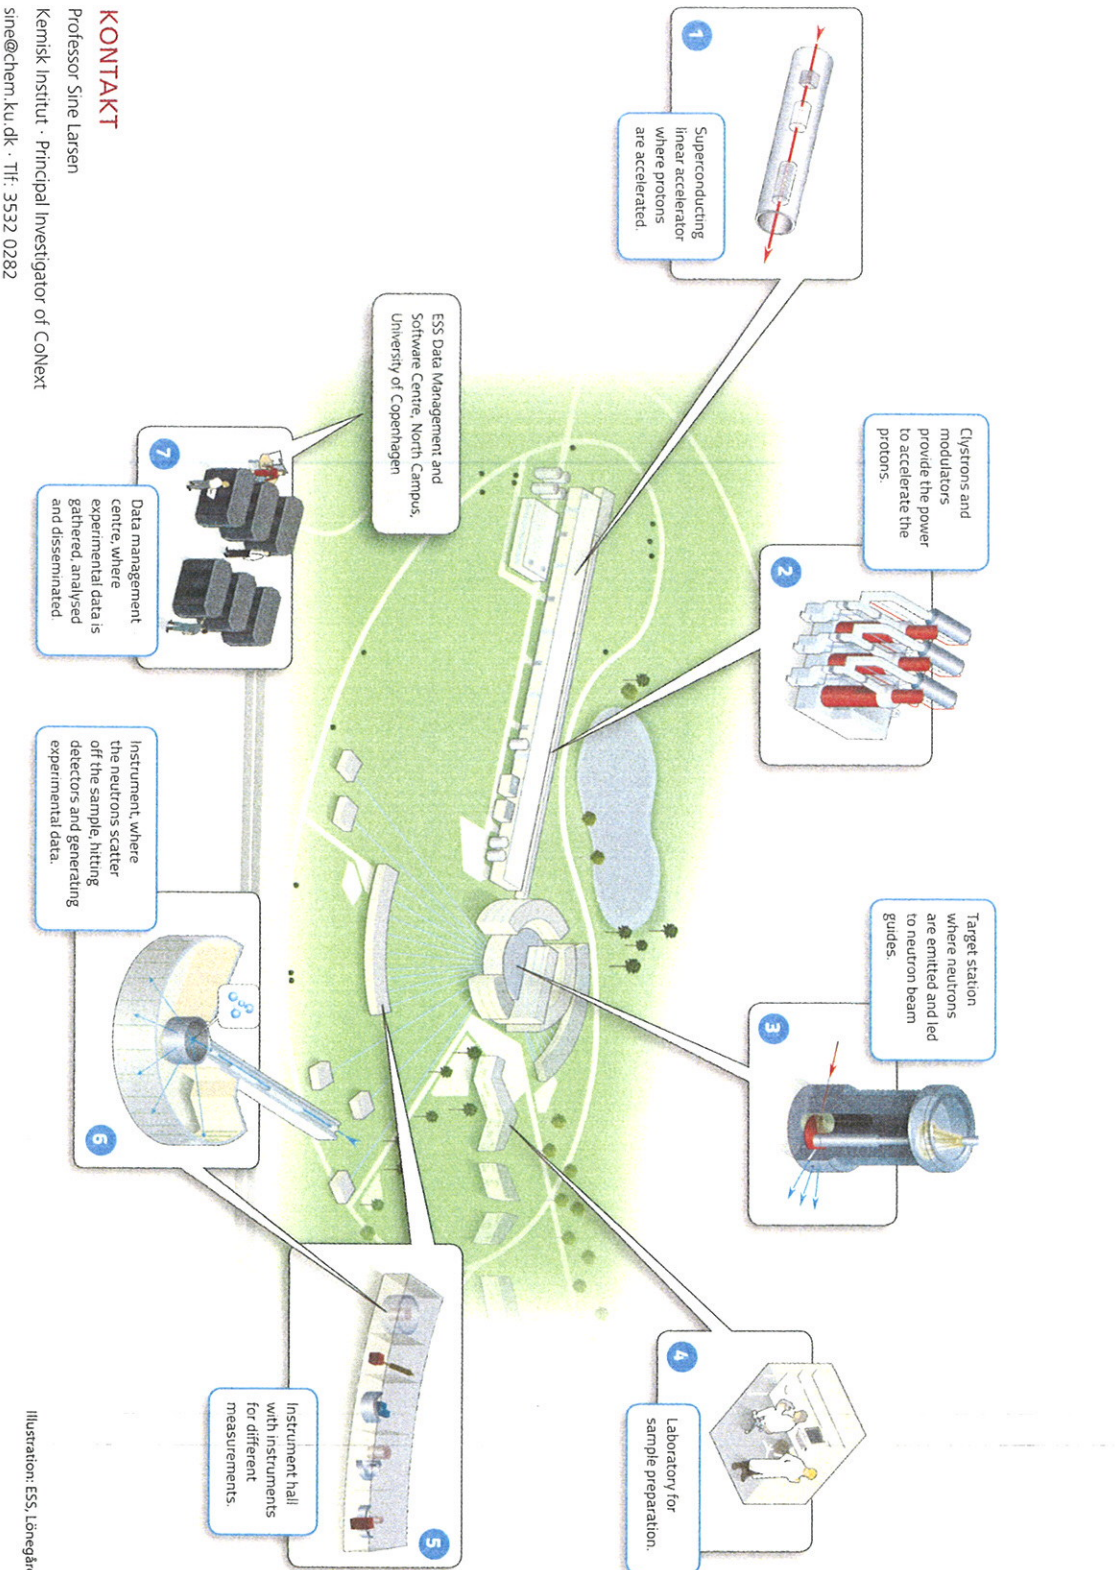 1
Superconducting
linear accelerator
where protons
are accelerated.
Clystrons and
modulators
provide the power
to accelerate the
protons.
2
Target station
where neutrons
are emitted and led
to neutron beam
guides.
3
4
Laboratory for
sample preparation.
ESS Data Management and
Software Centre, North Campus,
University of Copenhagen
7
Data management
centre, where
experimental data is
gathered, analysed
and disseminated.
Instrument, where
the neutrons scatter
off the sample, hitting
detectors and generating
experimental data.
6
5
Instrument hall
with instruments
for different
measurements.
KONTAKT
Professor Sine Larsen
Kemisk Institut · Principal Investigator of CoNext
sine@chem.ku.dk · Tlf: 3532 0282
Illustration: ESS,